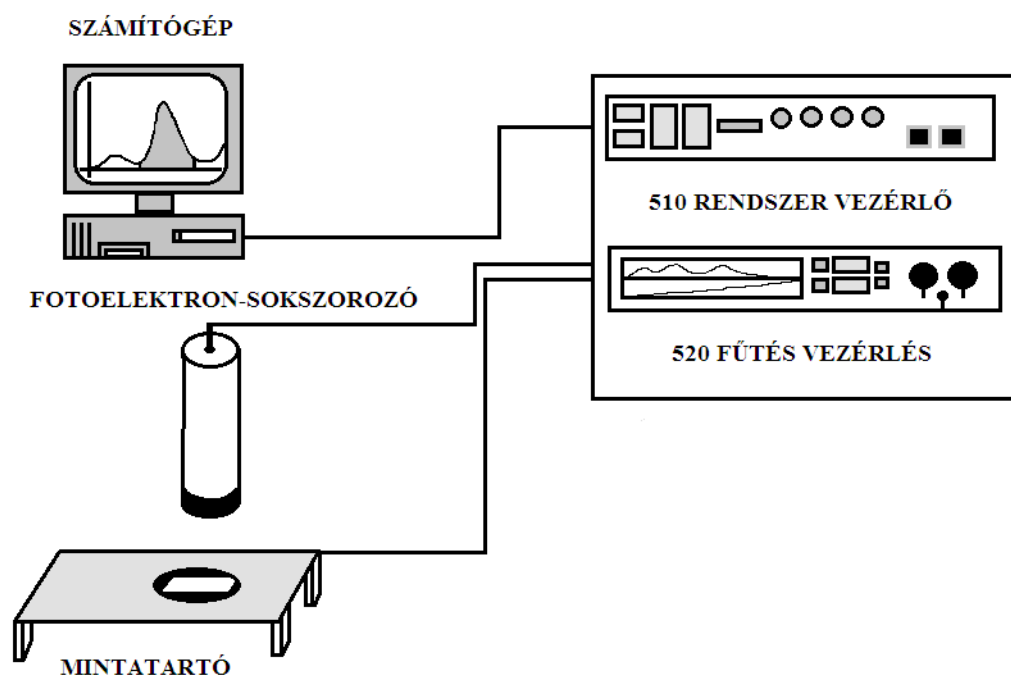 SZÁMÍTÓGÉP
510 RENDSZER VEZÉRLŐ
FOTOELEKTRON-SOKSZOROZÓ
520 FŰTÉS VEZÉRLÉS
MINTATARTÓ